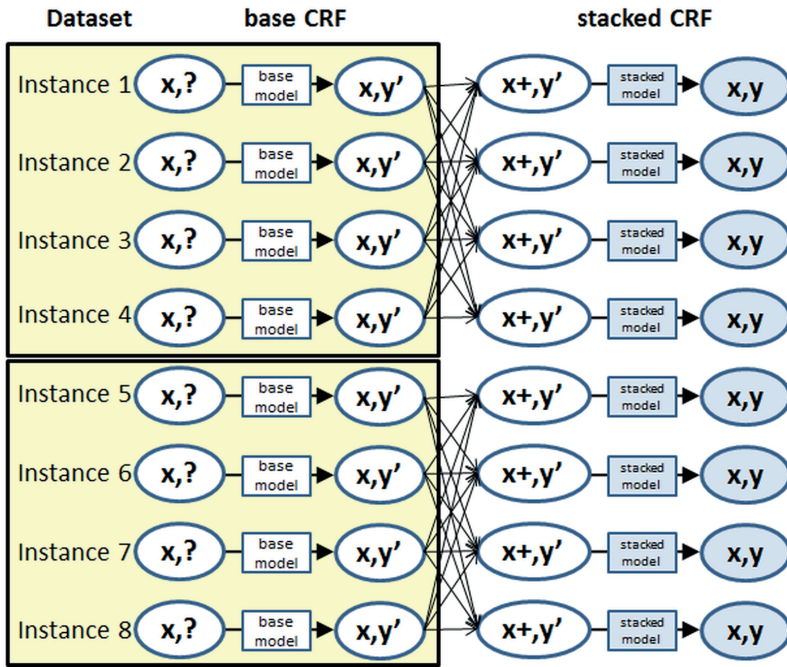 Dataset base CRF stacked CRF
Instance 1 x,? base model x,y’ x+,y’ stacked model x,y
Instance 2 x,? base model x,y’ x+,y’ stacked model x,y
Instance 3 x,? base model x,y’ x+,y’ stacked model x,y
Instance 4 x,? base model x,y’ x+,y’ stacked model x,y
Instance 5 x,? base model x,y’ x+,y’ stacked model x,y
Instance 6 x,? base model x,y’ x+,y’ stacked model x,y
Instance 7 x,? base model x,y’ x+,y’ stacked model x,y
Instance 8 x,? base model x,y’ x+,y’ stacked model x,y